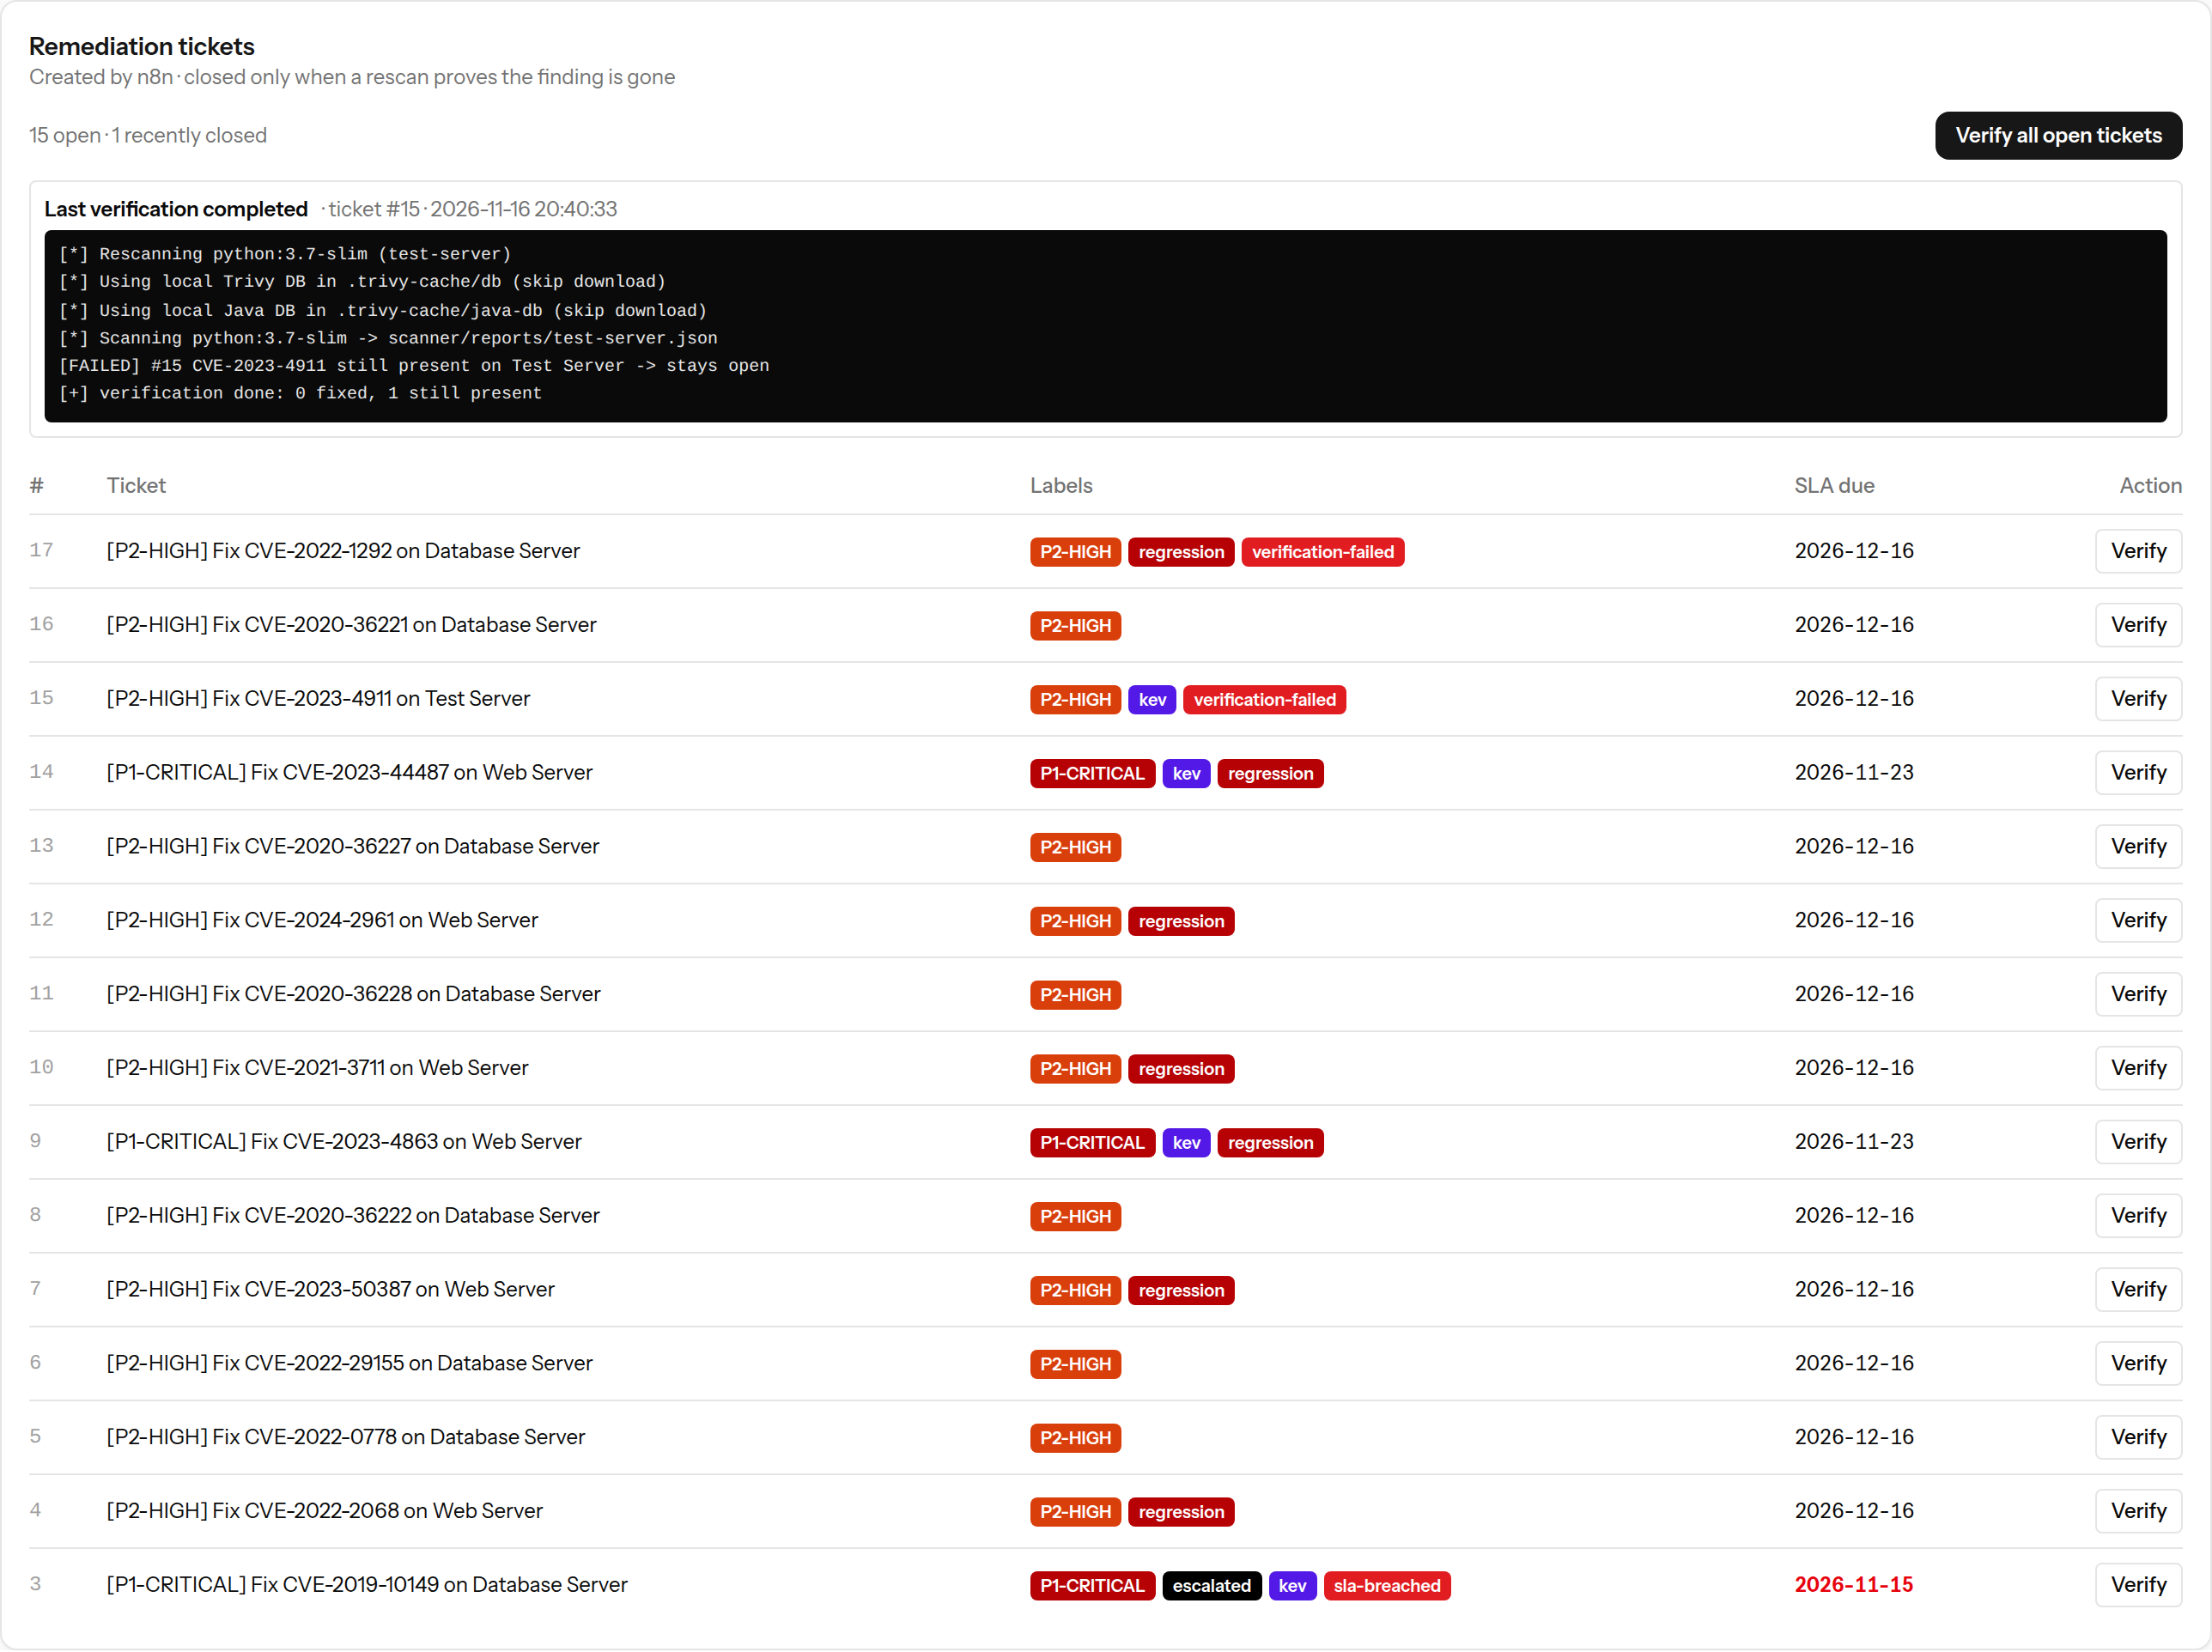 Remediation tickets
Created by n8n · closed only when a rescan proves the finding is gone
15 open · 1 recently closed
Verify all open tickets
Last verification completed · ticket #15 · 2026-11-16 20:40:33
[*] Rescanning python:3.7-slim (test-server)
[*] Using local Trivy DB in .trivy-cache/db (skip download)
[*] Using local Java DB in .trivy-cache/java-db (skip download)
[*] Scanning python:3.7-slim -> scanner/reports/test-server.json
[FAILED] #15 CVE-2023-4911 still present on Test Server -> stays open
[+] verification done: 0 fixed, 1 still present
# Ticket Labels SLA due Action
17 [P2-HIGH] Fix CVE-2022-1292 on Database Server P2-HIGH regression verification-failed 2026-12-16 Verify
16 [P2-HIGH] Fix CVE-2020-36221 on Database Server P2-HIGH 2026-12-16 Verify
15 [P2-HIGH] Fix CVE-2023-4911 on Test Server P2-HIGH kev verification-failed 2026-12-16 Verify
14 [P1-CRITICAL] Fix CVE-2023-44487 on Web Server P1-CRITICAL kev regression 2026-11-23 Verify
13 [P2-HIGH] Fix CVE-2020-36227 on Database Server P2-HIGH 2026-12-16 Verify
12 [P2-HIGH] Fix CVE-2024-2961 on Web Server P2-HIGH regression 2026-12-16 Verify
11 [P2-HIGH] Fix CVE-2020-36228 on Database Server P2-HIGH 2026-12-16 Verify
10 [P2-HIGH] Fix CVE-2021-3711 on Web Server P2-HIGH regression 2026-12-16 Verify
9 [P1-CRITICAL] Fix CVE-2023-4863 on Web Server P1-CRITICAL kev regression 2026-11-23 Verify
8 [P2-HIGH] Fix CVE-2020-36222 on Database Server P2-HIGH 2026-12-16 Verify
7 [P2-HIGH] Fix CVE-2023-50387 on Web Server P2-HIGH regression 2026-12-16 Verify
6 [P2-HIGH] Fix CVE-2022-29155 on Database Server P2-HIGH 2026-12-16 Verify
5 [P2-HIGH] Fix CVE-2022-0778 on Database Server P2-HIGH 2026-12-16 Verify
4 [P2-HIGH] Fix CVE-2022-2068 on Web Server P2-HIGH regression 2026-12-16 Verify
3 [P1-CRITICAL] Fix CVE-2019-10149 on Database Server P1-CRITICAL escalated kev sla-breached 2026-11-15 Verify